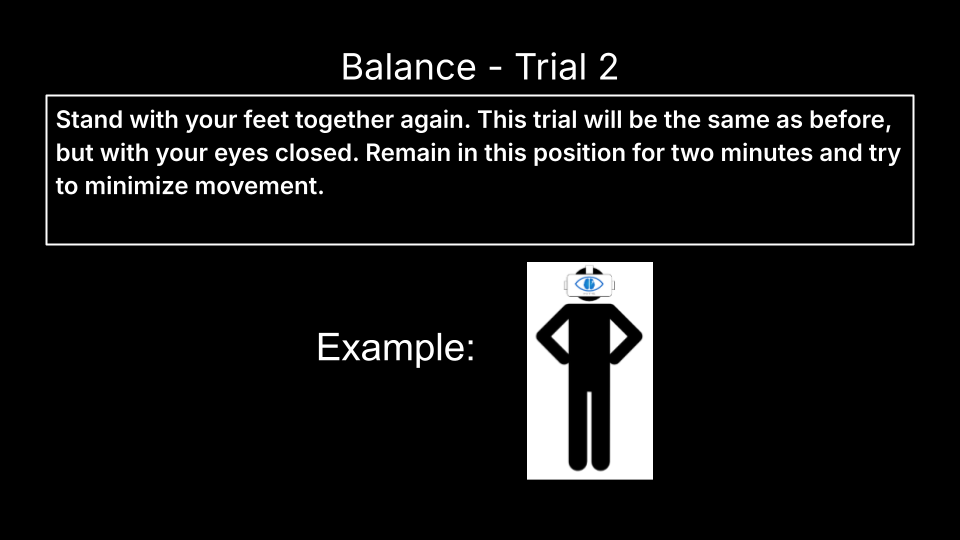 Balance - Trial 2
Stand with your feet together again. This trial will be the same as before,
but with your eyes closed. Remain in this position for two minutes and try
to minimize movement.
Example: